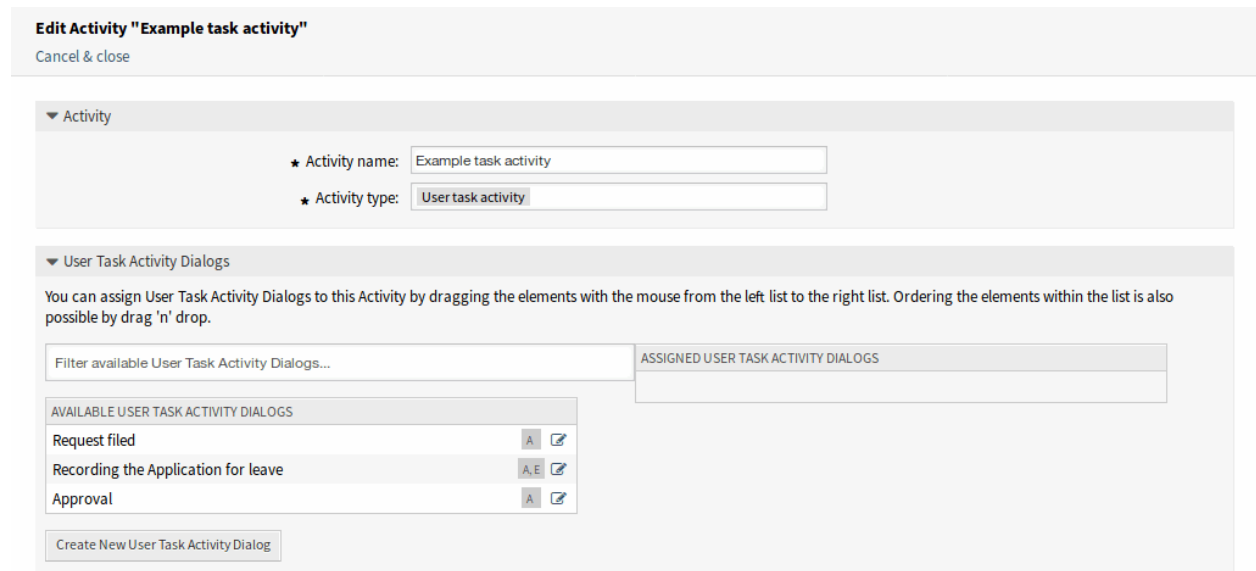 Edit Activity "Example task activity"
Cancel & close
Activity
★ Activity name: Example task activity
★ Activity type: User task activity
User Task Activity Dialogs
You can assign User Task Activity Dialogs to this Activity by dragging the elements with the mouse from the left list to the right list. Ordering the elements within the list is also
possible by drag 'n' drop.
Filter available User Task Activity Dialogs...
ASSIGNED USER TASK ACTIVITY DIALOGS
AVAILABLE USER TASK ACTIVITY DIALOGS
Request filed A
Recording the Application for leave A, E
Approval A
Create New User Task Activity Dialog